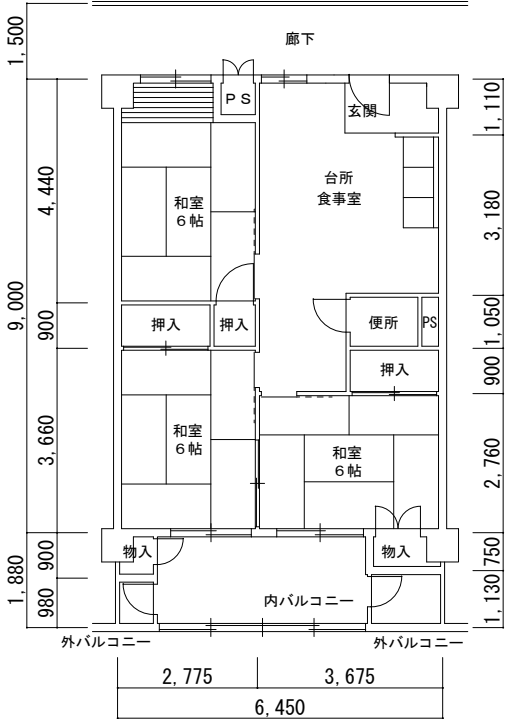 1,500
廊下
PS
玄関
1,110
4,440
和室
6帖
台所
食事室
3,180
9,000
900
押入
押入
便所
PS
1,050
押入
900
3,660
和室
6帖
和室
6帖
2,760
1,880
900
物入
物入
750
980
内バルコニー
1,130
外バルコニー
外バルコニー
2,775
3,675
6,450